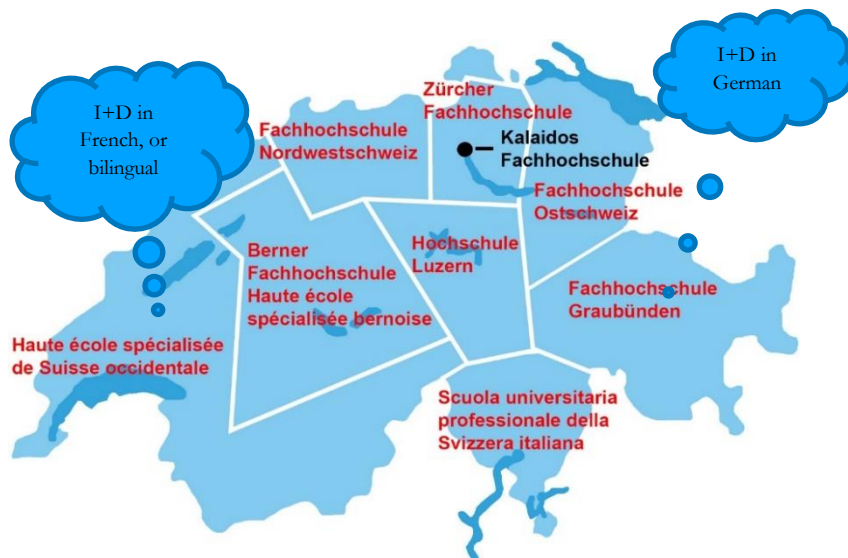 I+D in
French, or
bilingual
I+D in
German
Zürcher
Fachhochschule
Fachhochschule
Nordwestschweiz
Kalaidos
Fachhochschule
Fachhochschule
Ostschweiz
Berner
Fachhochschule
Haute école
spécialisée bernoise
Hochschule
Luzern
Fachhochschule
Graubünden
Haute école spécialisée
de Suisse occidentale
Scuola universitaria
professionale della
Svizzera italiana